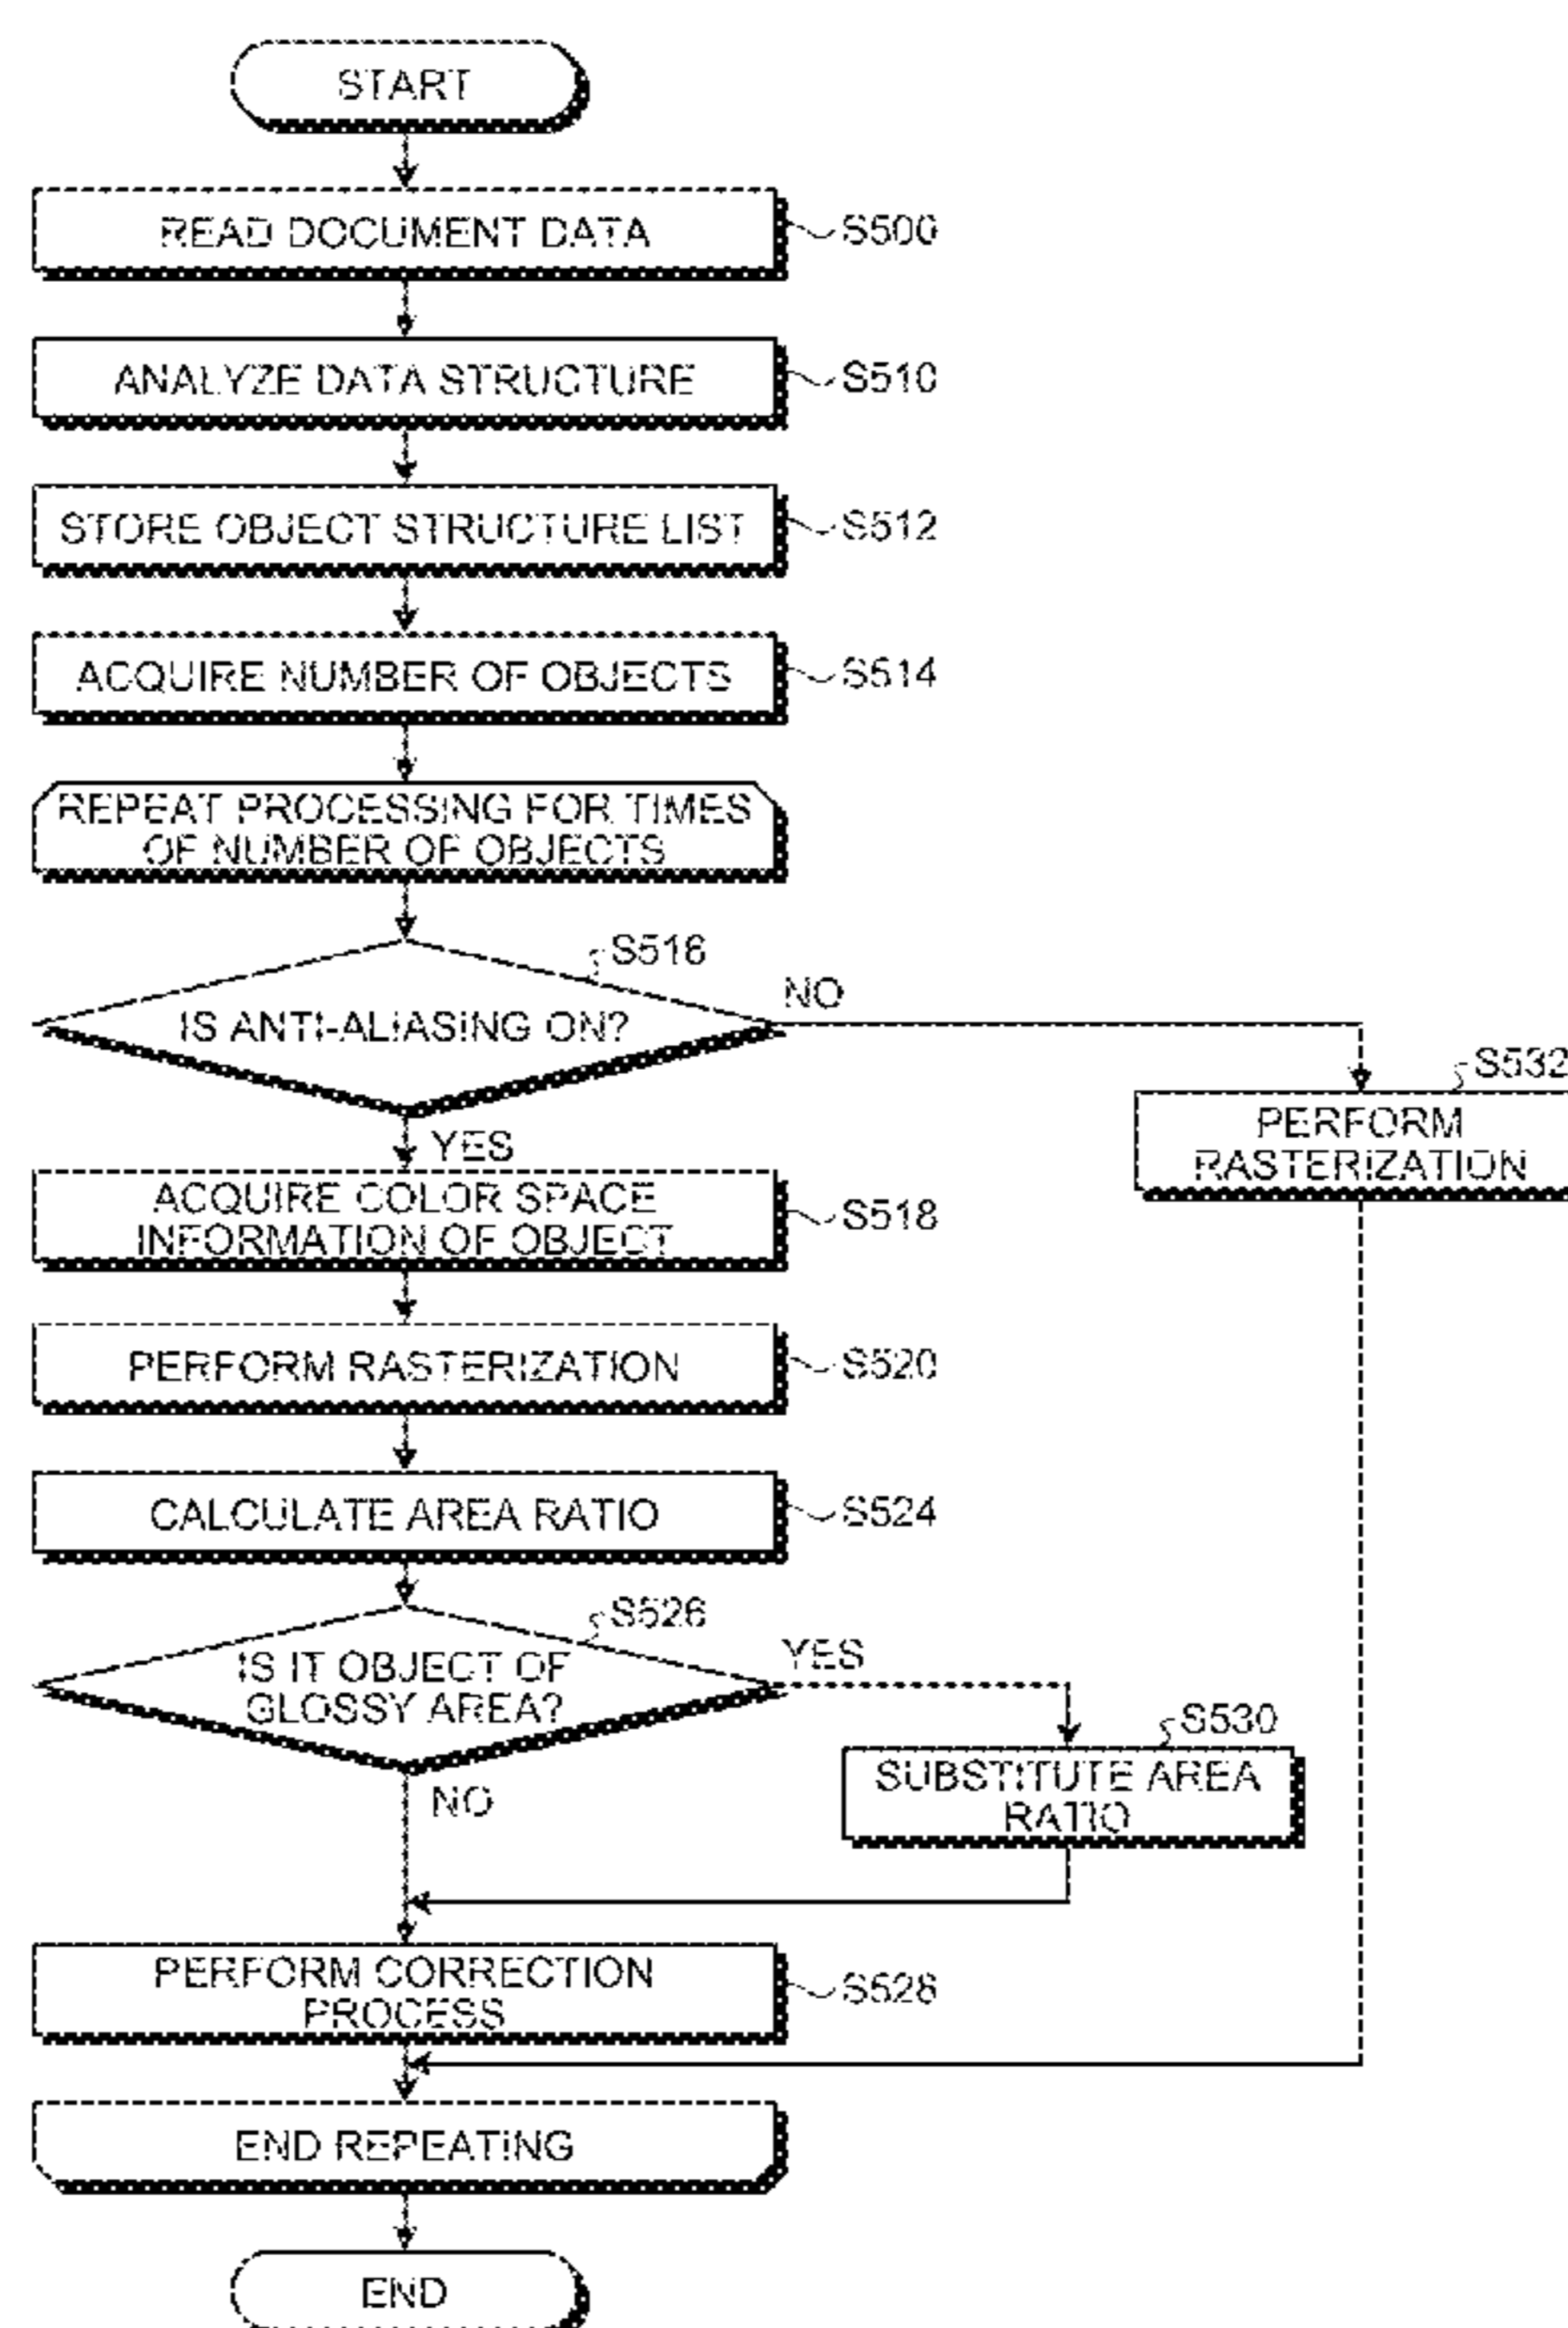 START
READ DOCUMENT DATA
S500
ANALYZE DATA STRUCTURE
S510
STORE OBJECT STRUCTURE LIST
S512
ACQUIRE NUMBER OF OBJECTS
S514
REPEAT PROCESSING FOR TIMES
OF NUMBER OF OBJECTS
S516
IS ANTI-ALIASING ON?
NO
S532
PERFORM
RASTERIZATION
YES
ACQUIRE COLOR SPACE
INFORMATION OF OBJECT
S518
PERFORM RASTERIZATION
S520
CALCULATE AREA RATIO
S524
S526
IS IT OBJECT OF
GLOSSY AREA?
YES
S530
SUBSTITUTE AREA
RATIO
NO
PERFORM CORRECTION
PROCESS
S528
END REPEATING
END